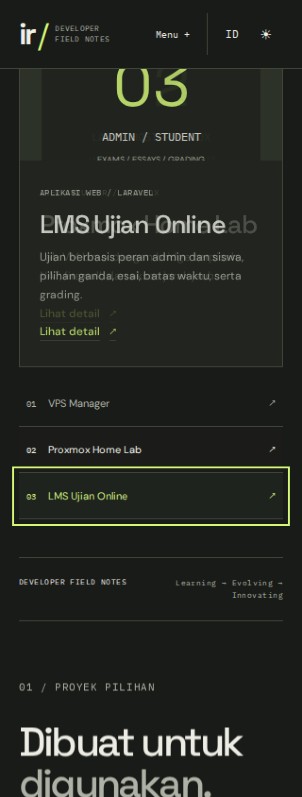 ir/
DEVELOPER
FIELD NOTES
Menu +
ID
☀
03
ADMIN / STUDENT
EXAMS / ESSAYS / GRADING
APLIKASI WEB / LARAVEL
LMS Ujian Online
Ujian berbasis peran admin dan siswa,
pilihan ganda, esai, batas waktu, serta
grading.
Lihat detail ↗
Lihat detail ↗
01 VPS Manager ↗
02 Proxmox Home Lab ↗
03 LMS Ujian Online ↗
DEVELOPER FIELD NOTES
Learning → Evolving →
Innovating
01 / PROYEK PILIHAN
Dibuat untuk
digunakan.